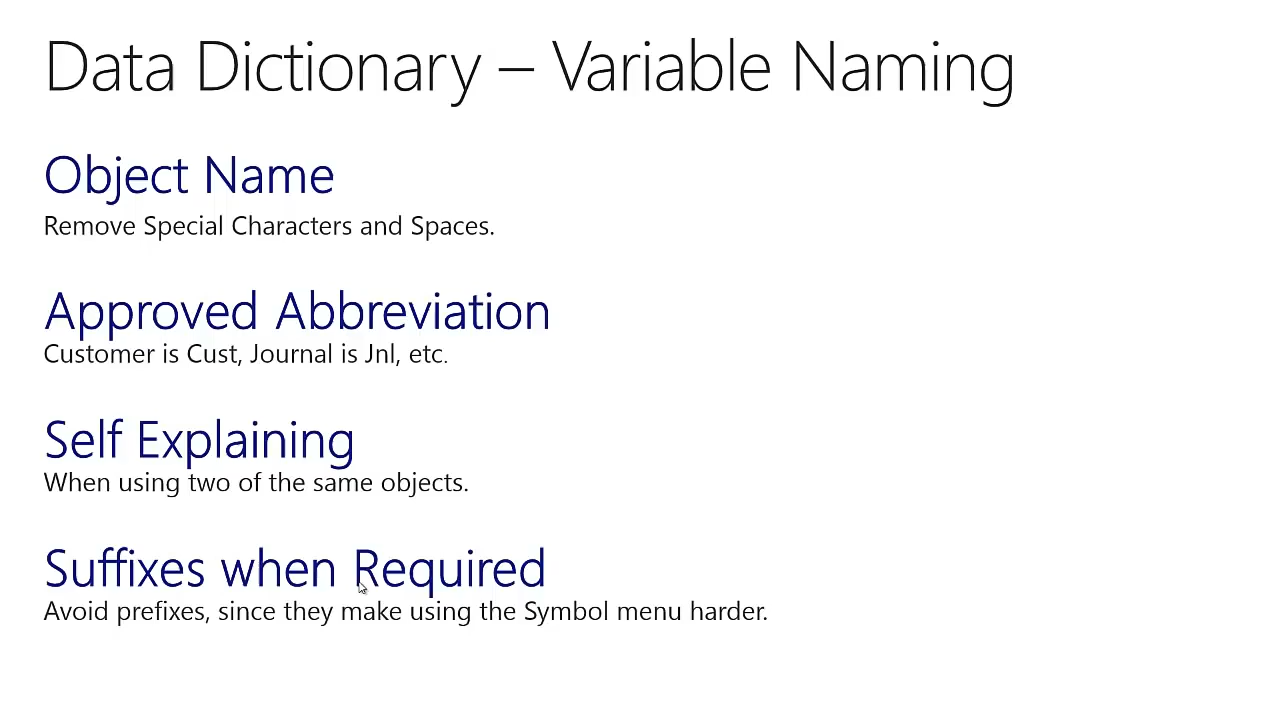 Data Dictionary – Variable Naming
Object Name
Remove Special Characters and Spaces.
Approved Abbreviation
Customer is Cust, Journal is Jnl, etc.
Self Explaining
When using two of the same objects.
Suffixes when Required
Avoid prefixes, since they make using the Symbol menu harder.